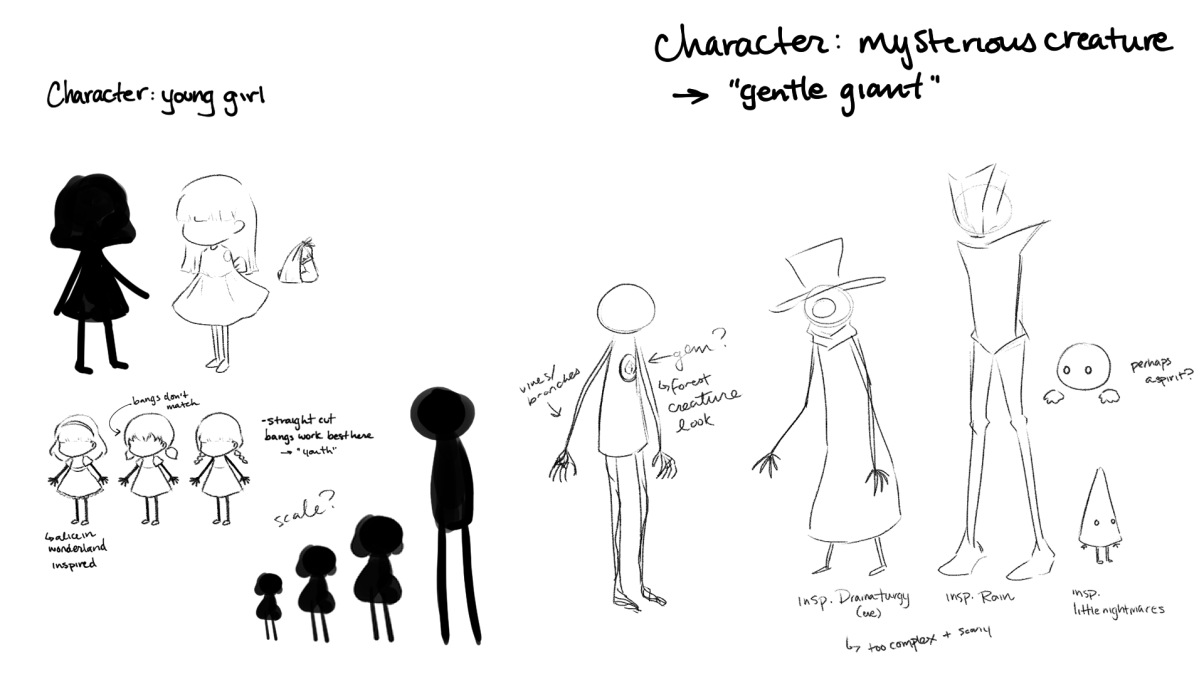 Character: young girl
bangs don't
match
-straight cut
bangs work best here
→ "youth"
↳ alice in
wonderland
inspired
scale?
Character: mysterious creature
→ "gentle giant"
vines/
branches
← gem?
↳ forest
creature
look
insp. Dramaturgy
(eve)
↳ too complex + scary
insp. Rain
perhaps
a spirit?
insp.
little nightmares